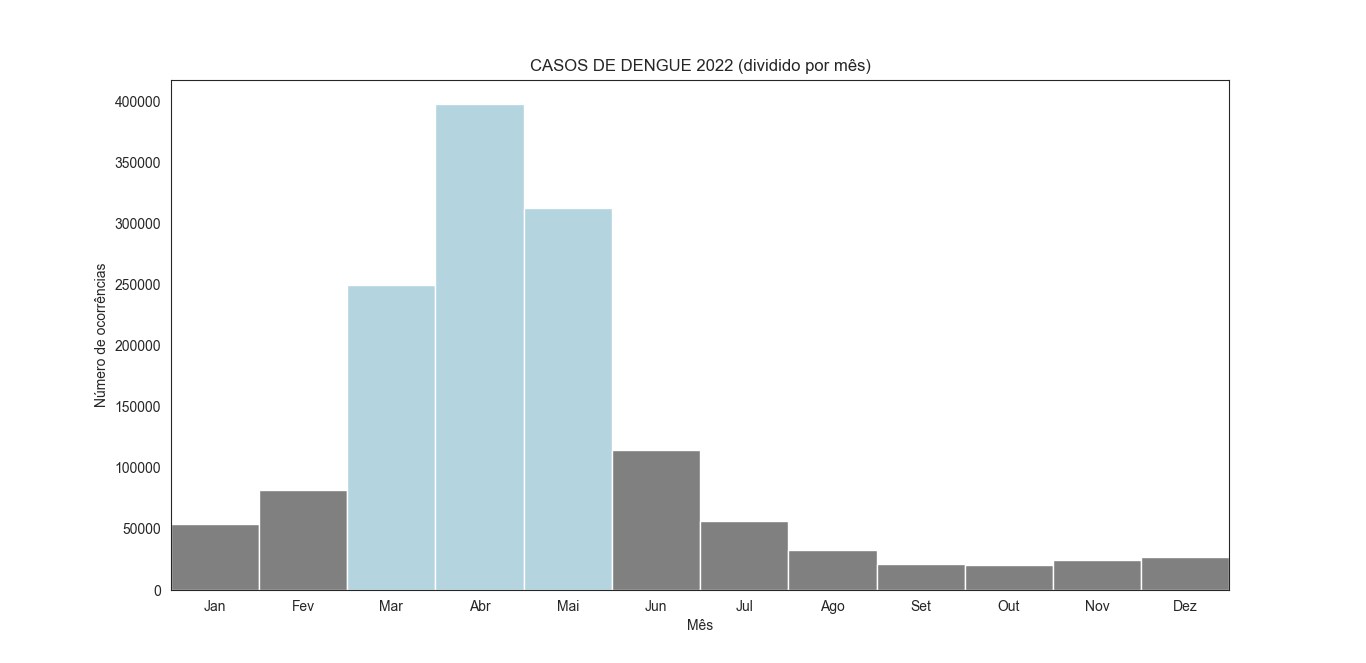 CASOS DE DENGUE 2022 (dividido por mês)
400000
350000
300000
250000
200000
150000
100000
50000
0
Número de ocorrências
Jan Fev Mar Abr Mai Jun Jul Ago Set Out Nov Dez
Mês